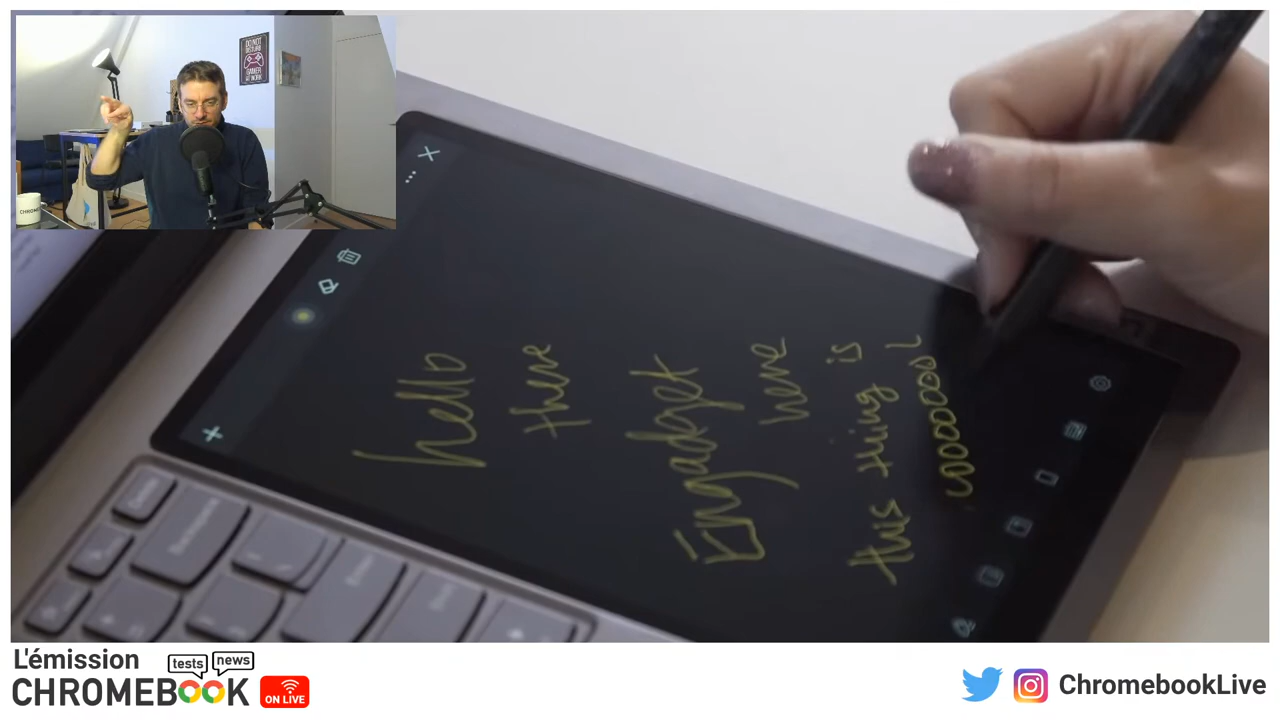 DO NOT
DISTURB
GAMER
AT WORK
CHROME
hello
there
Engadget
here
this thing is
L'émission
tests
news
CHROMEBOOK
ON LIVE
ChromebookLive